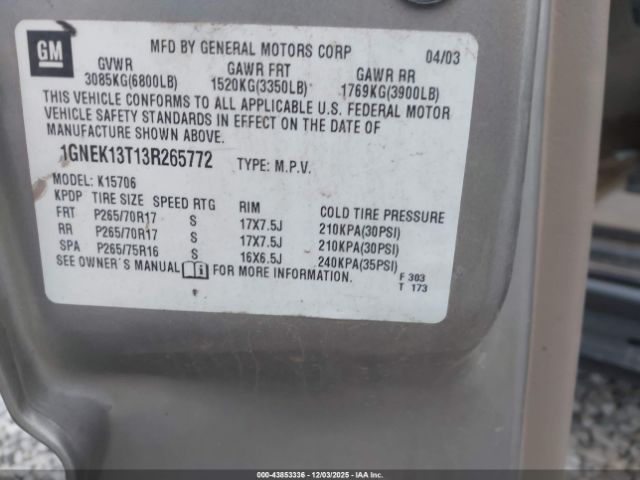 GM
MFD BY GENERAL MOTORS CORP 04/03
GVWR GAWR FRT GAWR RR
3085KG(6800LB) 1520KG(3350LB) 1769KG(3900LB)
THIS VEHICLE CONFORMS TO ALL APPLICABLE U.S. FEDERAL MOTOR
VEHICLE SAFETY STANDARDS IN EFFECT ON THE DATE OF
MANUFACTURE SHOWN ABOVE.
1GNEK13T13R265772 TYPE: M.P.V.
MODEL: K15706
KPDP TIRE SIZE SPEED RTG RIM COLD TIRE PRESSURE
FRT P265/70R17 S 17X7.5J 210KPA(30PSI)
RR P265/70R17 S 17X7.5J 210KPA(30PSI)
SPA P265/75R16 S 16X6.5J 240KPA(35PSI)
SEE OWNER'S MANUAL FOR MORE INFORMATION.
F 303
T 173
000-43853336 - 12/03/2025 - IAA Inc.